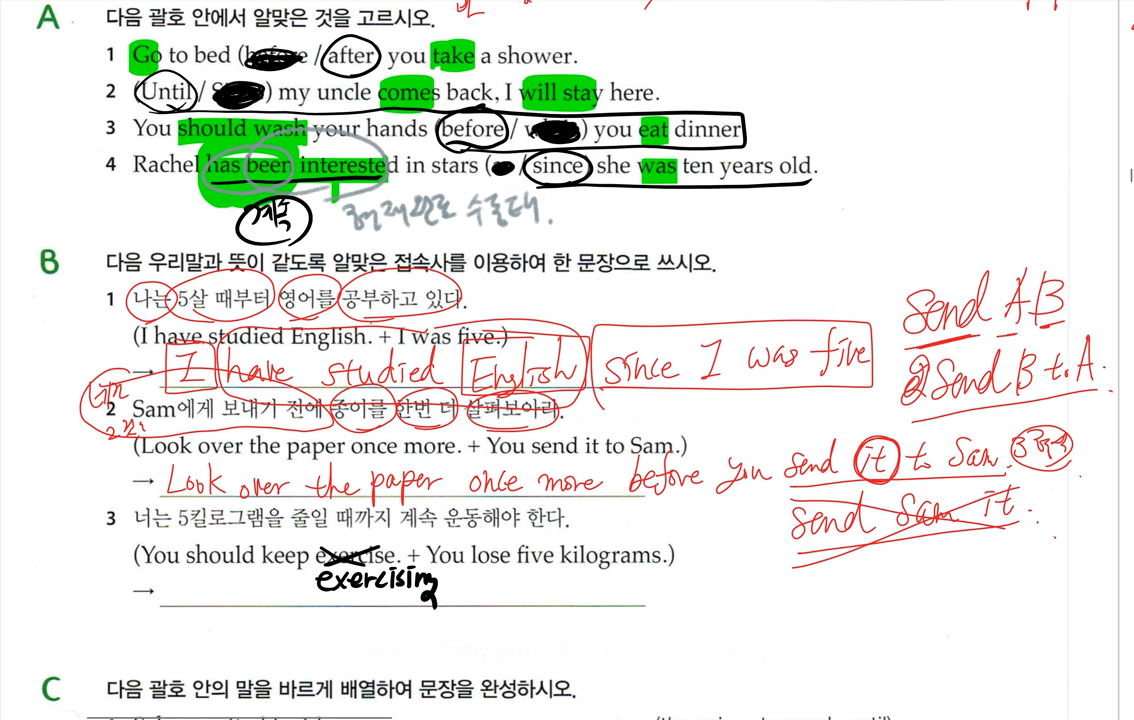 A 다음 괄호 안에서 알맞은 것을 고르시오.
1 Go to bed ( / after) you take a shower.
2 (Until / ) my uncle comes back, I will stay here.
3 You should wash your hands (before / ) you eat dinner
4 Rachel has been interested in stars ( / since) she was ten years old.
계속
B 다음 우리말과 뜻이 같도록 알맞은 접속사를 이용하여 한 문장으로 쓰시오.
1 나는 5살 때부터 영어를 공부하고 있다.
(I have studied English. + I was five.)
→ I have studied English since I was five
Send A B
② Send B to A.
2 Sam에게 보내기 전에 종이를 한번 더 살펴보아라.
(Look over the paper once more. + You send it to Sam.)
→ Look over the paper once more before you send it to Sam.
send Sam it.
3 너는 5킬로그램을 줄일 때까지 계속 운동해야 한다.
(You should keep exercise. + You lose five kilograms.)
exercising
→
C 다음 괄호 안의 말을 바르게 배열하여 문장을 완성하시오.